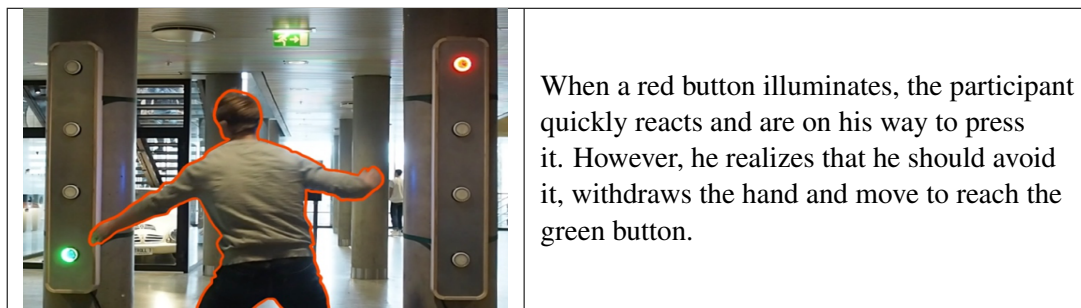 When a red button illuminates, the participant
quickly reacts and are on his way to press
it. However, he realizes that he should avoid
it, withdraws the hand and move to reach the
green button.